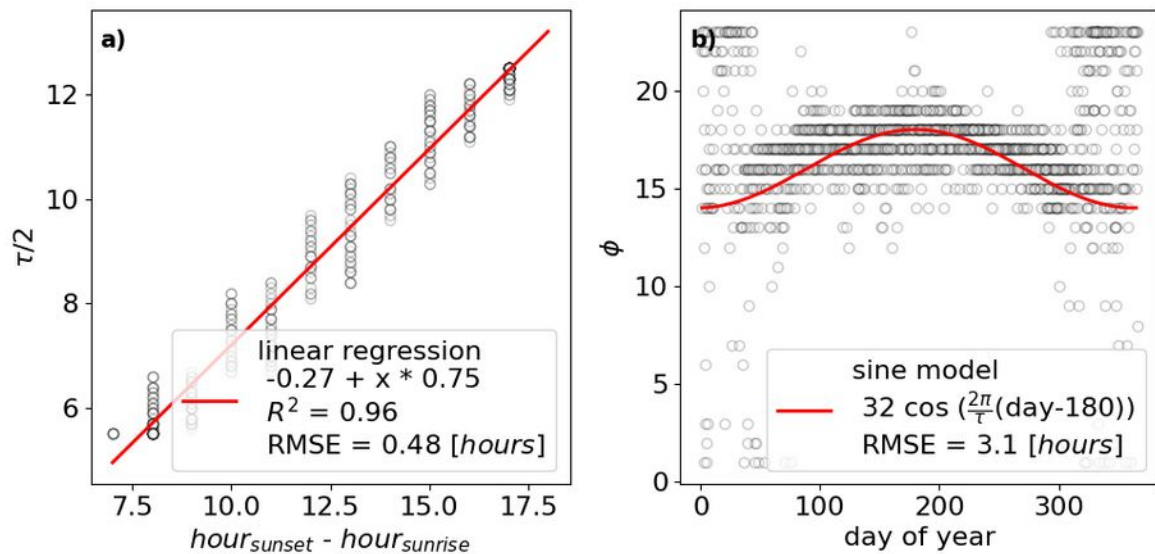 a)
τ/2
12
10
8
6
linear regression
-0.27 + x * 0.75
R² = 0.96
RMSE = 0.48 [hours]
7.5 10.0 12.5 15.0 17.5
hour_sunset - hour_sunrise
b)
ϕ
20
15
10
5
0
sine model
32 cos (2π/τ(day-180))
RMSE = 3.1 [hours]
0 100 200 300
day of year